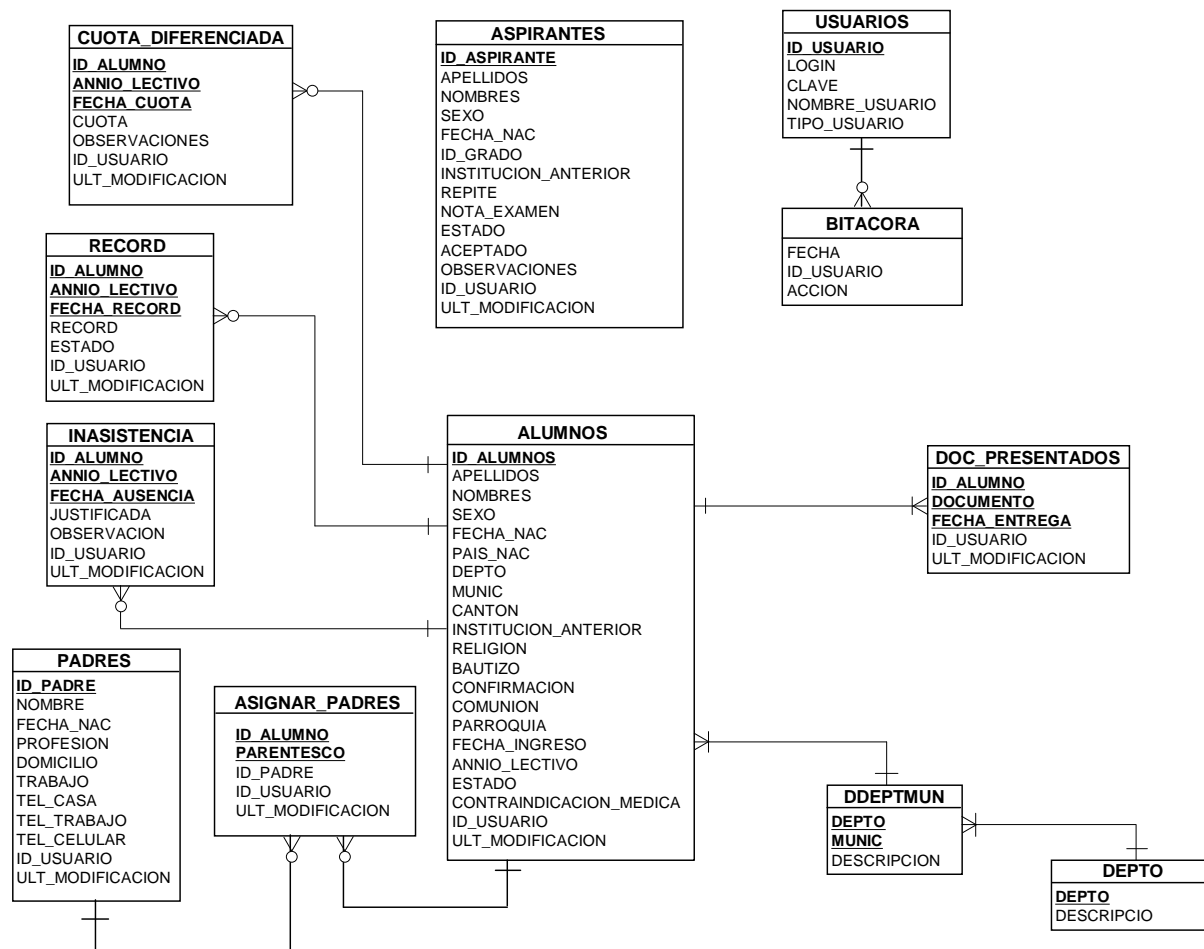 CUOTA_DIFERENCIADA
ID_ALUMNO
ANNIO_LECTIVO
FECHA_CUOTA
CUOTA
OBSERVACIONES
ID_USUARIO
ULT_MODIFICACION
ASPIRANTES
ID_ASPIRANTE
APELLIDOS
NOMBRES
SEXO
FECHA_NAC
ID_GRADO
INSTITUCION_ANTERIOR
REPITE
NOTA_EXAMEN
ESTADO
ACEPTADO
OBSERVACIONES
ID_USUARIO
ULT_MODIFICACION
USUARIOS
ID_USUARIO
LOGIN
CLAVE
NOMBRE_USUARIO
TIPO_USUARIO
BITACORA
FECHA
ID_USUARIO
ACCION
RECORD
ID_ALUMNO
ANNIO_LECTIVO
FECHA_RECORD
RECORD
ESTADO
ID_USUARIO
ULT_MODIFICACION
INASISTENCIA
ID_ALUMNO
ANNIO_LECTIVO
FECHA_AUSENCIA
JUSTIFICADA
OBSERVACION
ID_USUARIO
ULT_MODIFICACION
ALUMNOS
ID_ALUMNOS
APELLIDOS
NOMBRES
SEXO
FECHA_NAC
PAIS_NAC
DEPTO
MUNIC
CANTON
INSTITUCION_ANTERIOR
RELIGION
BAUTIZO
CONFIRMACION
COMUNION
PARROQUIA
FECHA_INGRESO
ANNIO_LECTIVO
ESTADO
CONTRAINDICACION_MEDICA
ID_USUARIO
ULT_MODIFICACION
DOC_PRESENTADOS
ID_ALUMNO
DOCUMENTO
FECHA_ENTREGA
ID_USUARIO
ULT_MODIFICACION
PADRES
ID_PADRE
NOMBRE
FECHA_NAC
PROFESION
DOMICILIO
TRABAJO
TEL_CASA
TEL_TRABAJO
TEL_CELULAR
ID_USUARIO
ULT_MODIFICACION
ASIGNAR_PADRES
ID_ALUMNO
PARENTESCO
ID_PADRE
ID_USUARIO
ULT_MODIFICACION
DDEPTMUN
DEPTO
MUNIC
DESCRIPCION
DEPTO
DEPTO
DESCRIPCIO